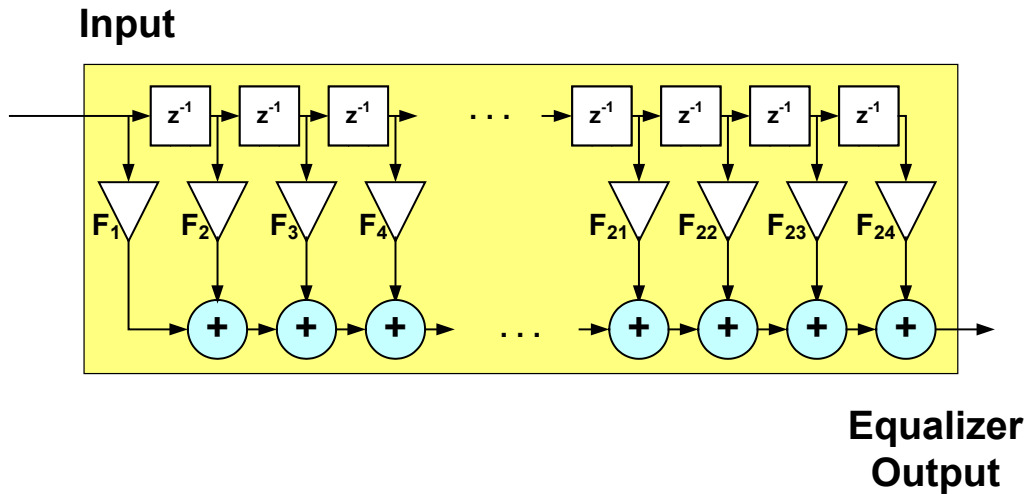 Input
z-1 z-1 z-1 . . . z-1 z-1 z-1 z-1
F1 F2 F3 F4 F21 F22 F23 F24
+ + + . . . + + + +
Equalizer
Output